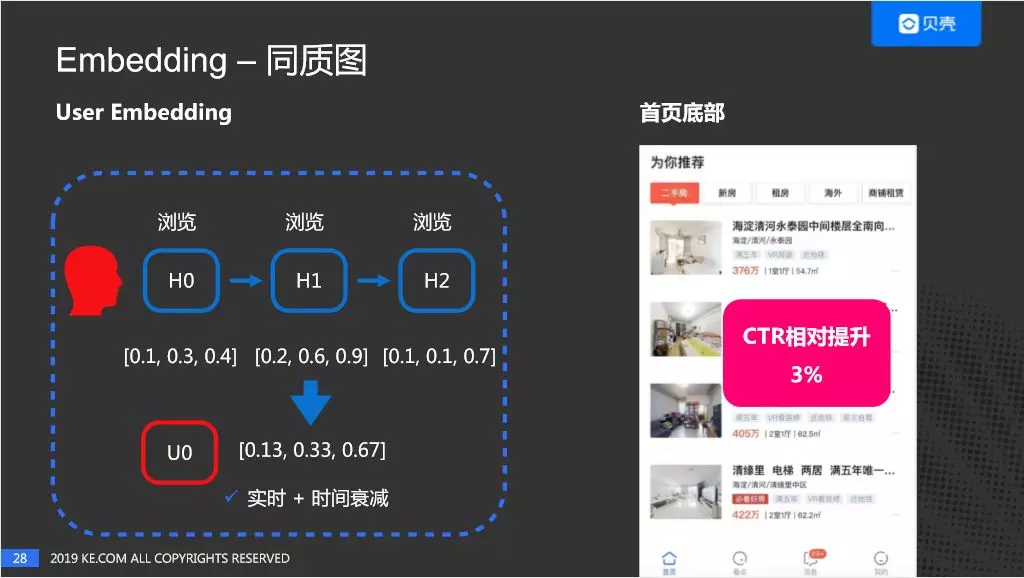 贝壳
Embedding – 同质图
User Embedding
首页底部
浏览 浏览 浏览
H0 H1 H2
[0.1, 0.3, 0.4] [0.2, 0.6, 0.9] [0.1, 0.1, 0.7]
U0 [0.13, 0.33, 0.67]
✓ 实时 + 时间衰减
为你推荐
二手房 新房 租房 海外 商铺租赁
海淀清河永泰园中间楼层全南向...
海淀/清河/永泰园
满五年 VR房源 近地铁
376万 | 1室1厅 | 54.7㎡
CTR相对提升
3%
满五年 VR看装修 近地铁
405万 | 2室1厅 | 62.5㎡
清缘里 电梯 两居 满五年唯一...
海淀/清河/清缘里中区
必看好房 满五年 VR看装修 近地铁
422万 | 2室1厅 | 62.2㎡
首页 看点 消息 99+ 我的
28 2019 KE.COM ALL COPYRIGHTS RESERVED